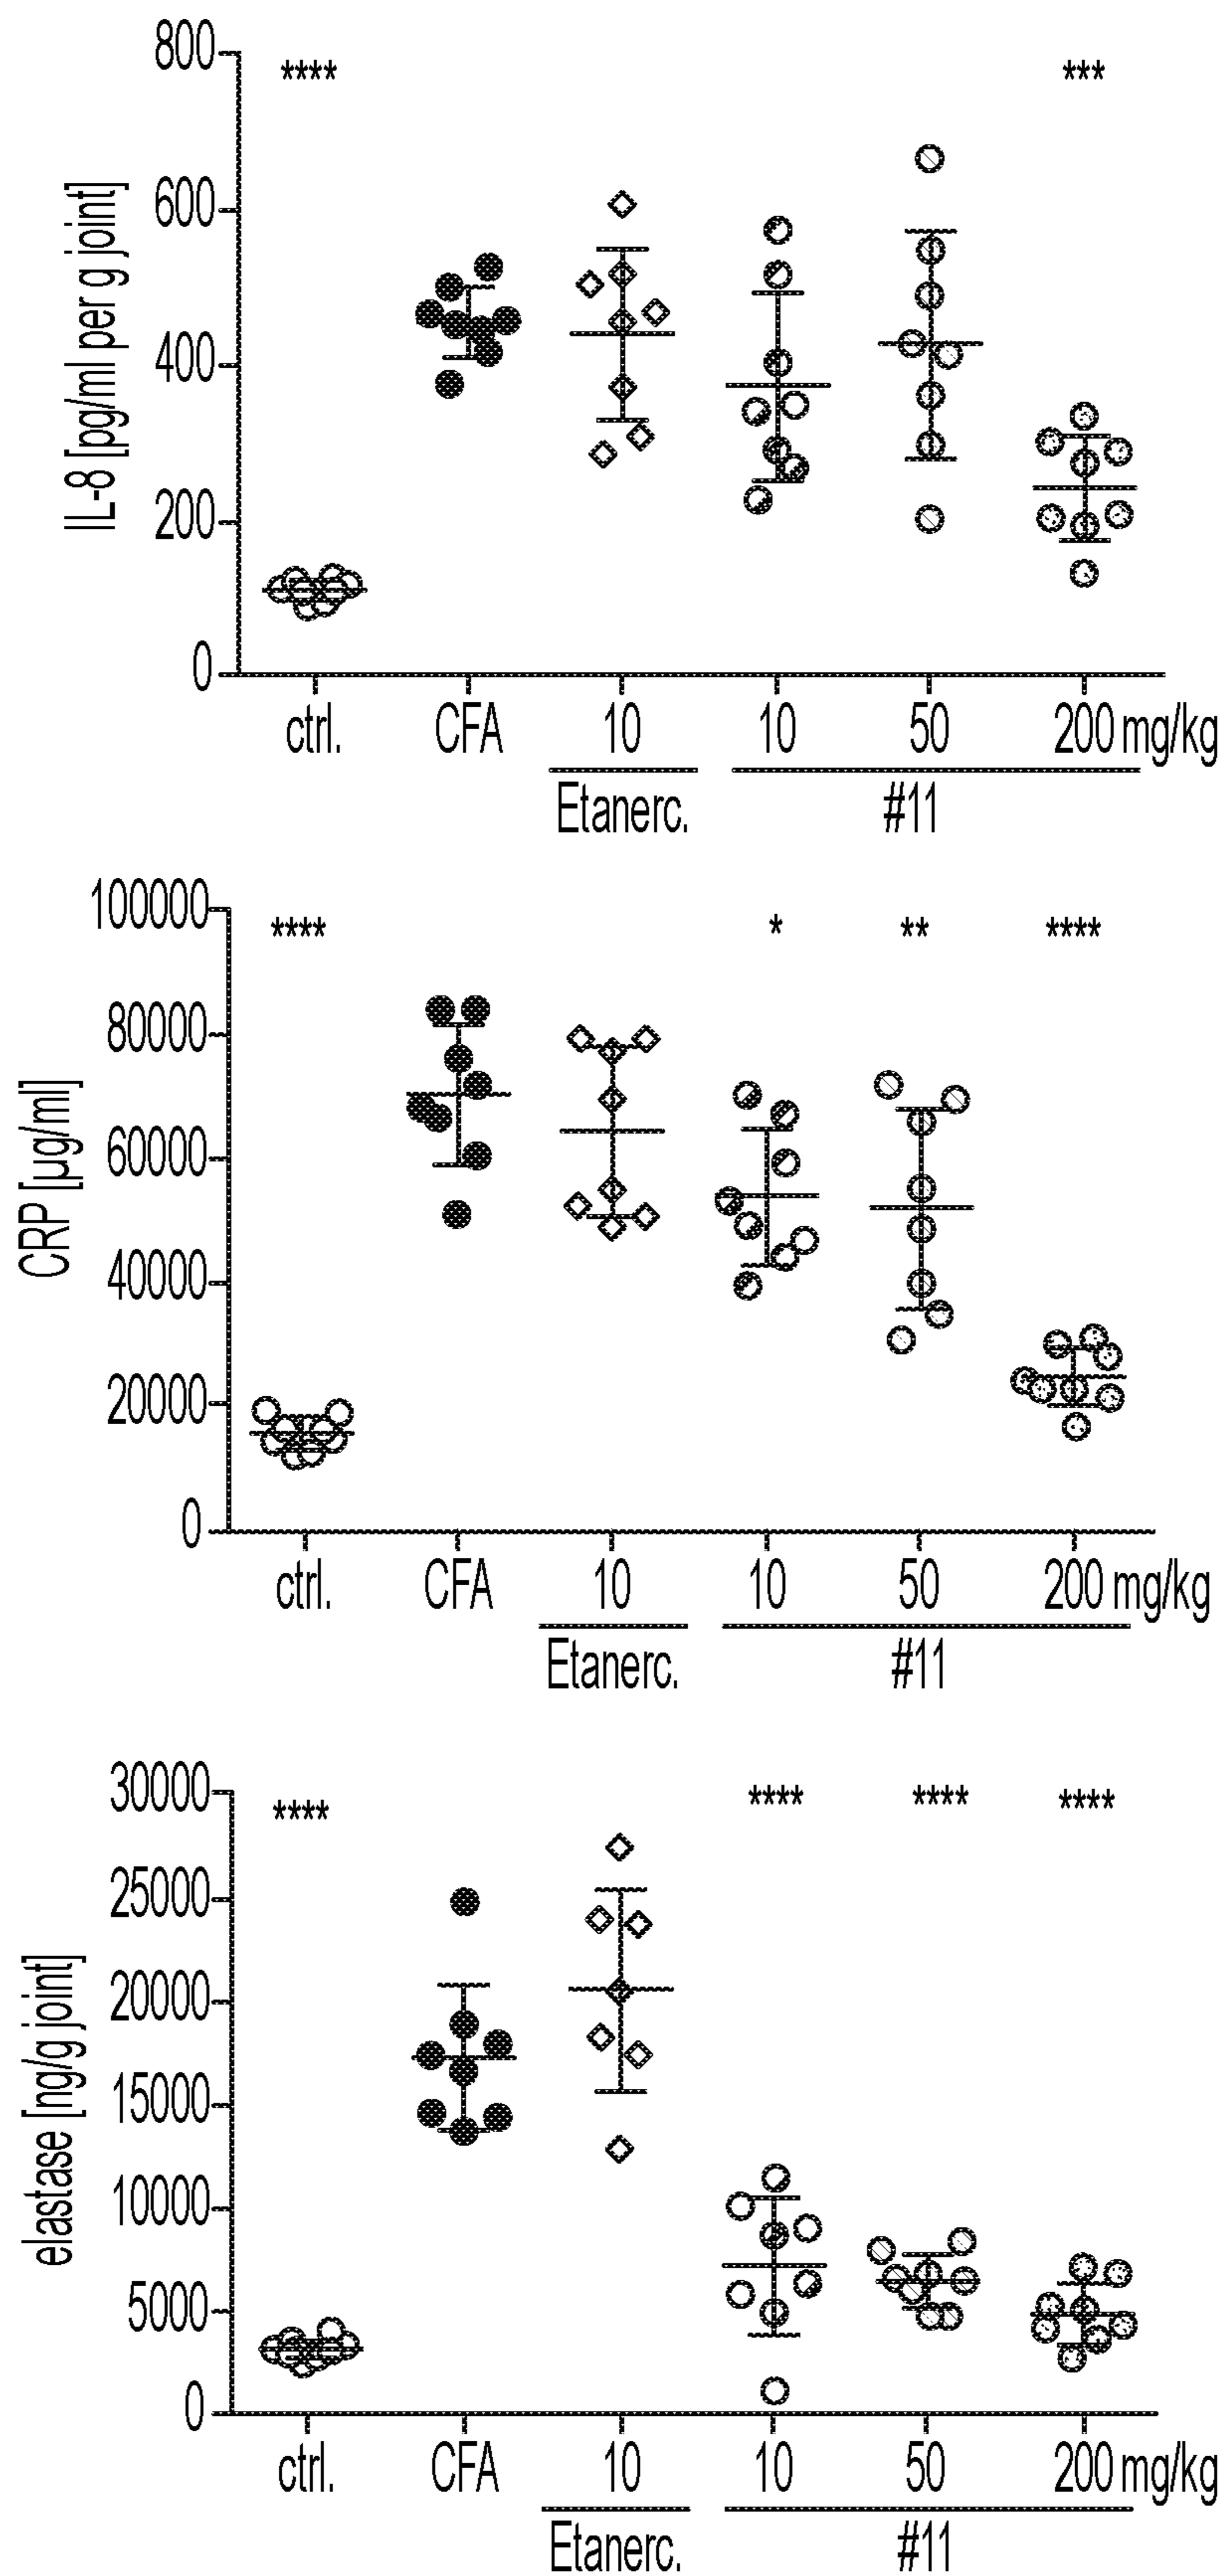 800
600
400
200
0
IL-8 [pg/ml per g joint]
**** ***
ctrl. CFA 10 10 50 200 mg/kg
Etanerc. #11
100000
80000
60000
40000
20000
0
CRP [µg/ml]
**** * ** ****
ctrl. CFA 10 10 50 200 mg/kg
Etanerc. #11
30000
25000
20000
15000
10000
5000
0
elastase [ng/g joint]
**** **** **** ****
ctrl. CFA 10 10 50 200 mg/kg
Etanerc. #11